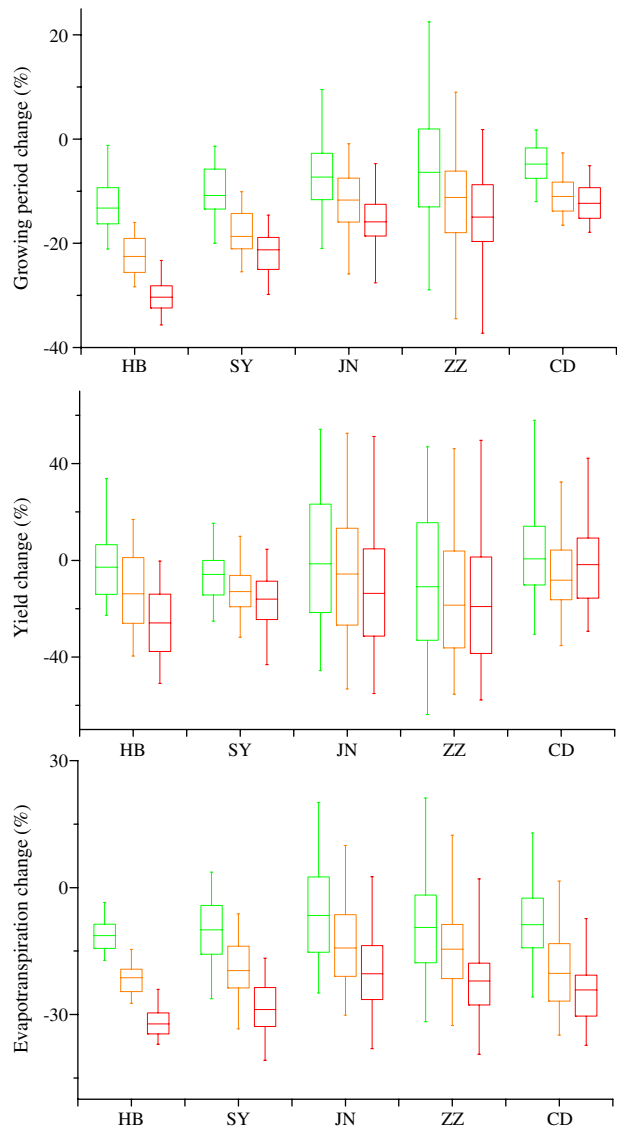 Growing period change (%)
20
0
-20
-40
HB SY JN ZZ CD
Yield change (%)
40
0
-40
HB SY JN ZZ CD
Evapotranspiration change (%)
30
0
-30
HB SY JN ZZ CD